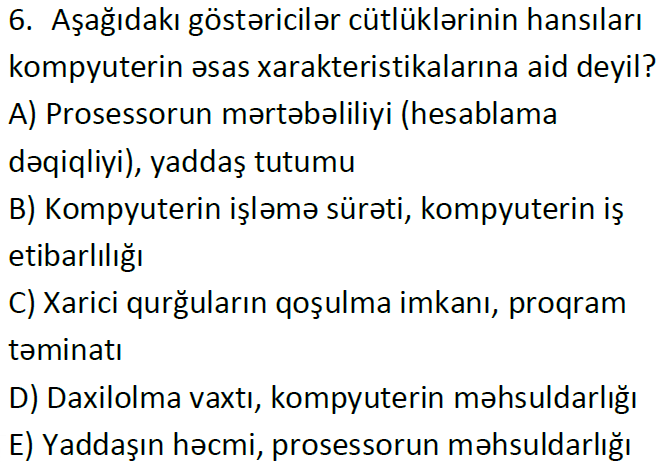 6. Aşağıdakı göstəricilər cütlüklərinin hansıları
kompyuterin əsas xarakteristikalarına aid deyil?
A) Prosessorun mərtəbəliliyi (hesablama
dəqiqliyi), yaddaş tutumu
B) Kompyuterin işləmə sürəti, kompyuterin iş
etibarlılığı
C) Xarici qurğuların qoşulma imkanı, proqram
təminatı
D) Daxilolma vaxtı, kompyuterin məhsuldarlığı
E) Yaddaşın həcmi, prosessorun məhsuldarlığı